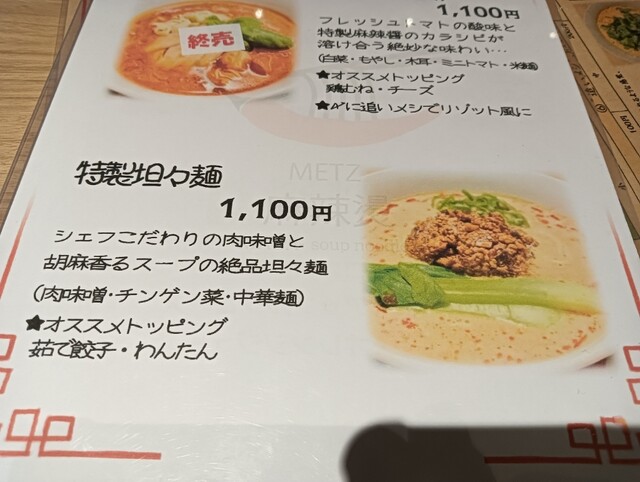 終売
1,100円
フレッシュトマトの酸味と
特製麻辣醤のカラシビが
溶け合う絶妙な味わい…
(白菜・もやし・木耳・ミニトマト・米麺)
★オススメトッピング
鶏むね・チーズ
★〆に追いメシでリゾット風に
特製坦々麺
1,100円
シェフこだわりの肉味噌と
胡麻香るスープの絶品坦々麺
(肉味噌・チンゲン菜・中華麺)
★オススメトッピング
茹で餃子・わんたん
METZ
辣湯
soup